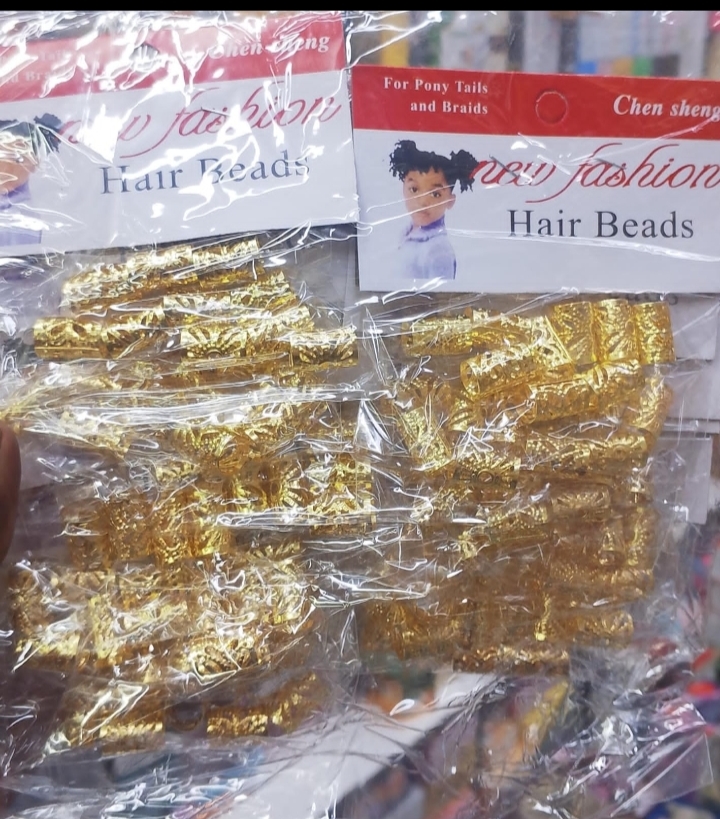 Chen sheng
new fashion
Hair Beads
For Pony Tails
and Braids
Chen sheng
new fashion
Hair Beads